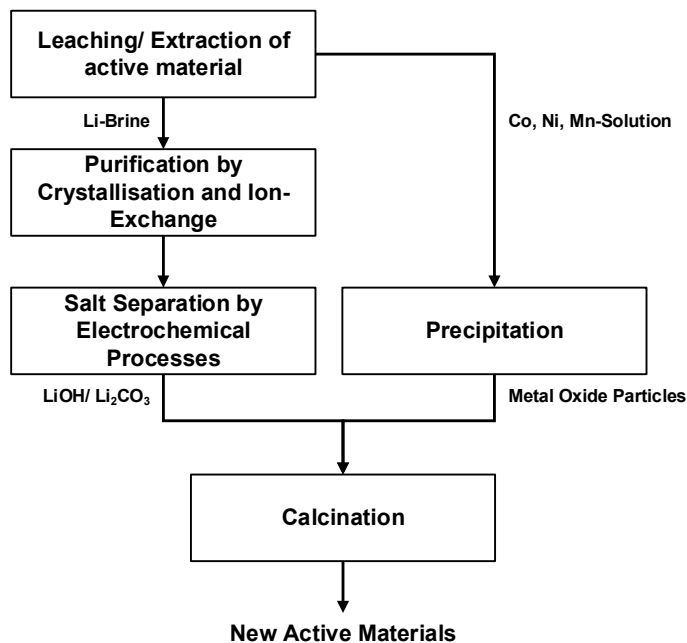 Leaching/ Extraction of
active material
Li-Brine
Co, Ni, Mn-Solution
Purification by
Crystallisation and Ion-
Exchange
Salt Separation by
Electrochemical
Processes
Precipitation
LiOH/ Li₂CO₃
Metal Oxide Particles
Calcination
New Active Materials